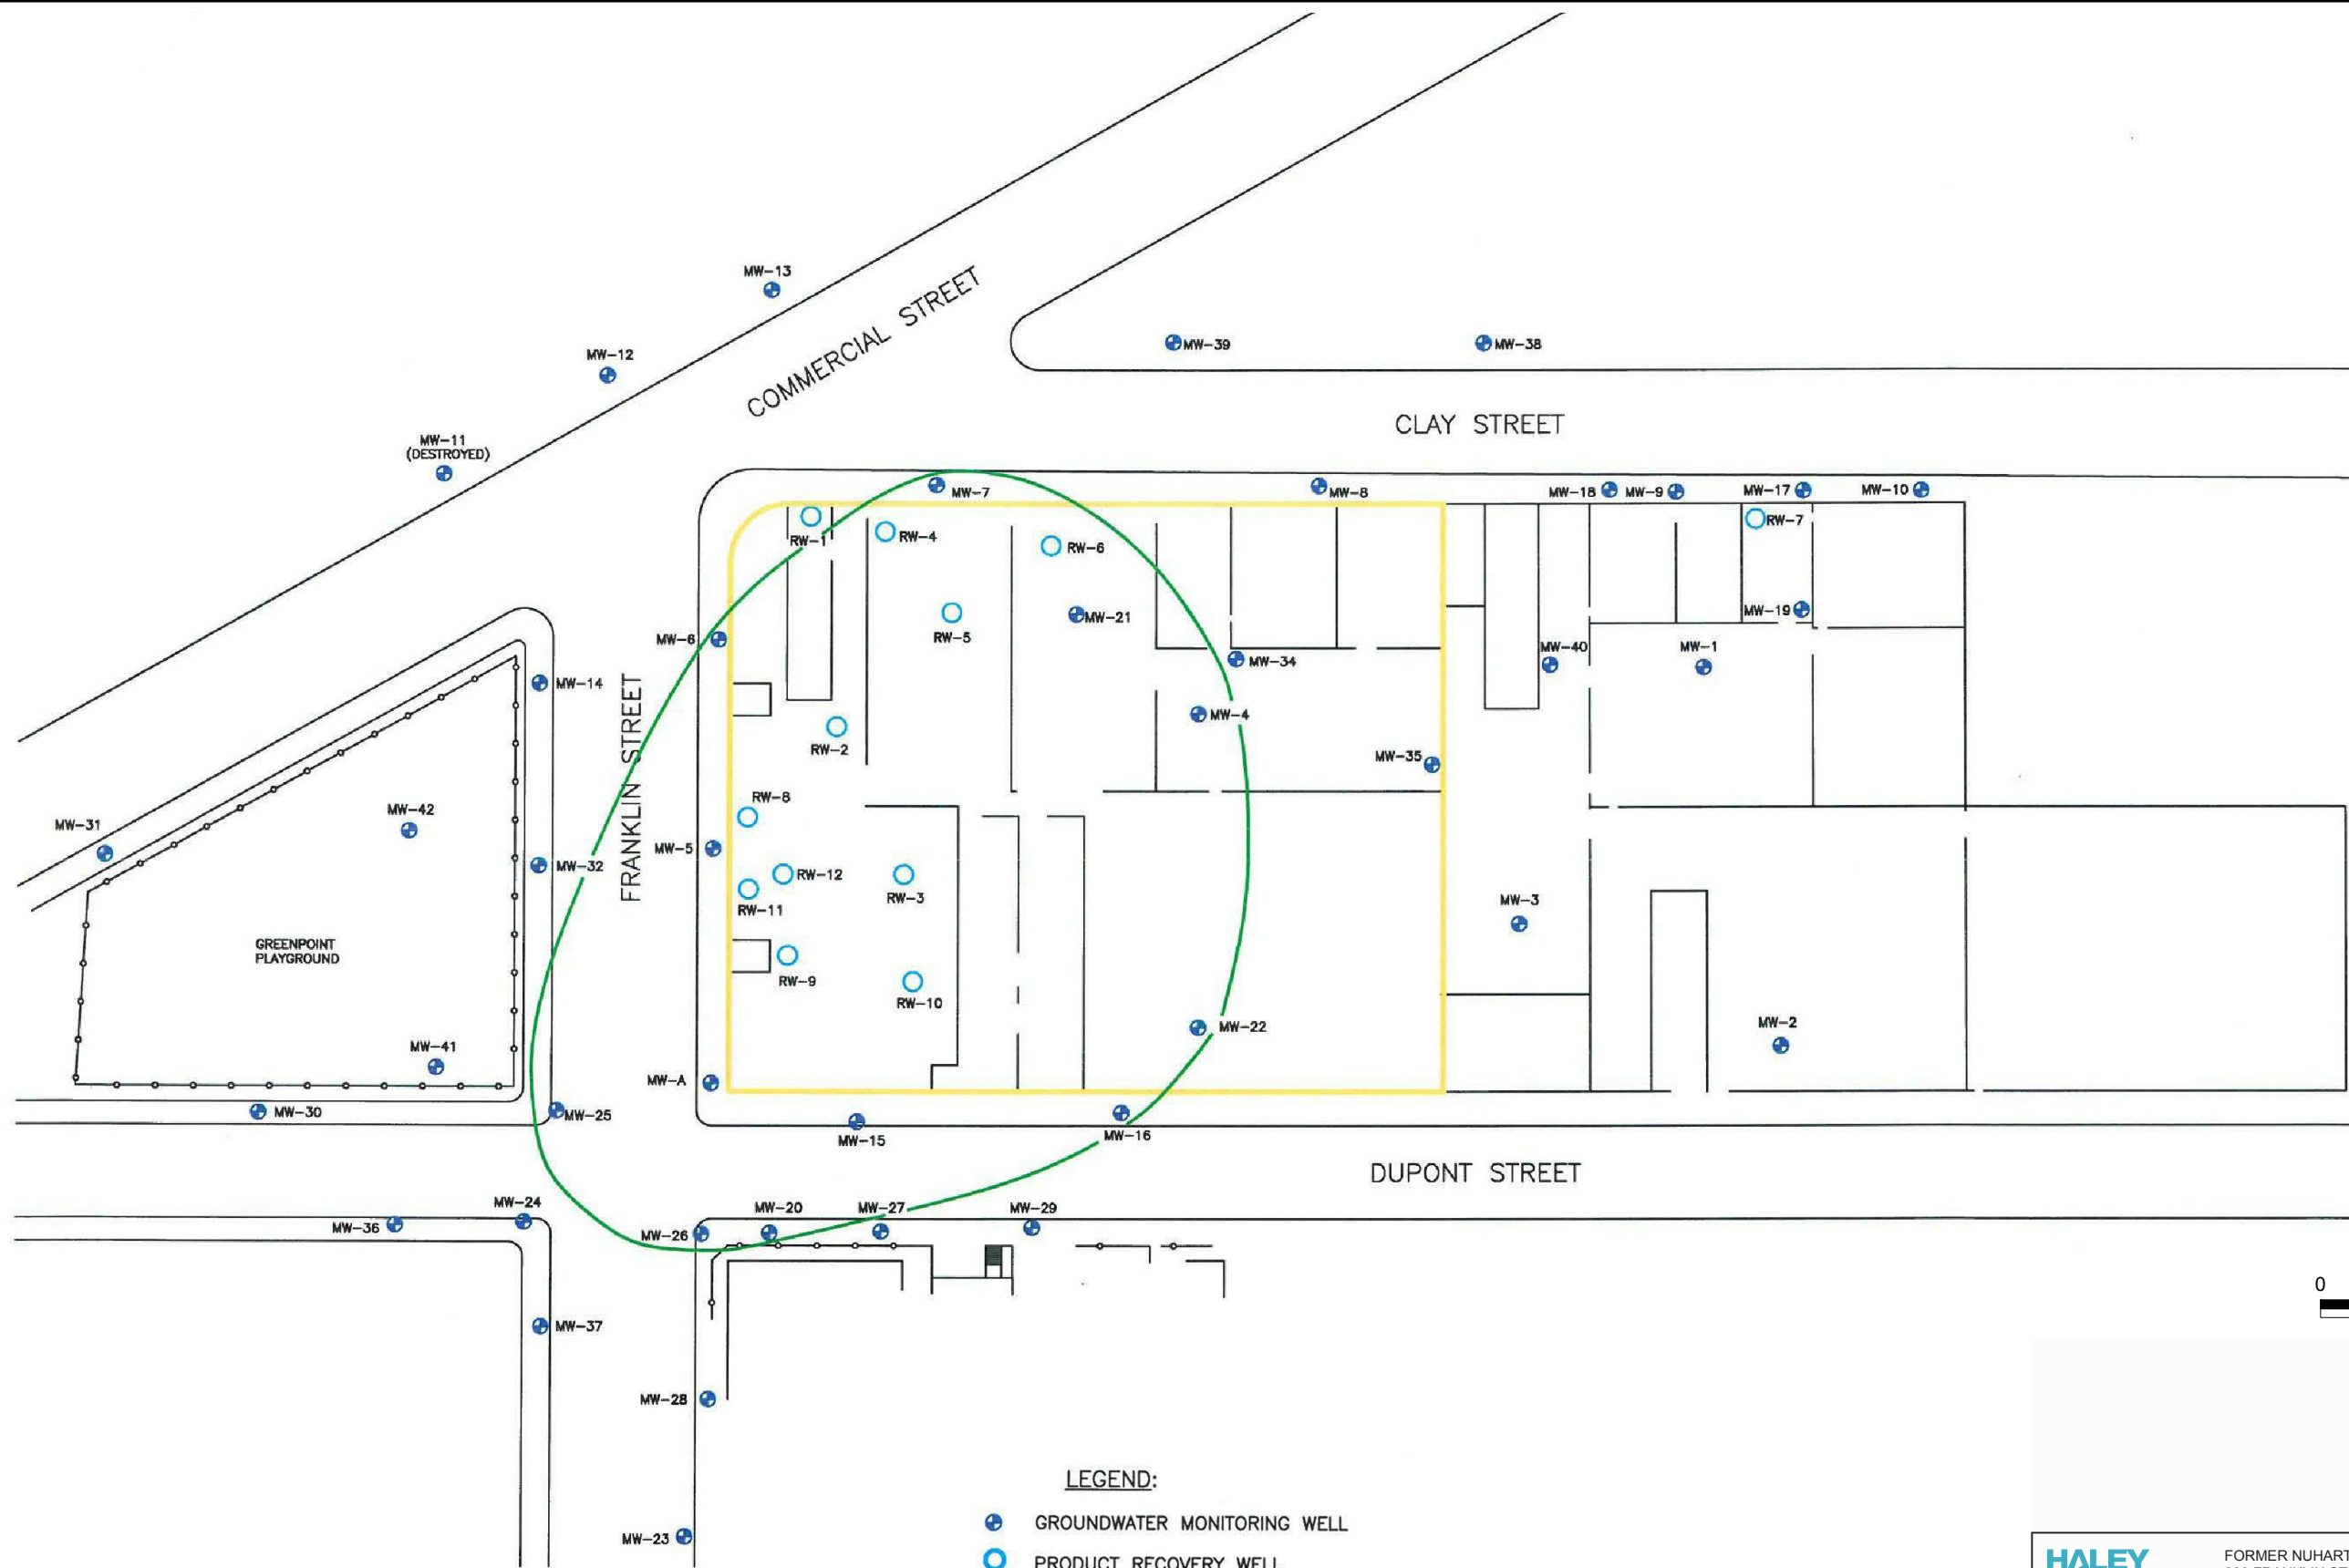 MW-13
COMMERCIAL STREET
MW-12
MW-39
MW-38
CLAY STREET
MW-11
(DESTROYED)
MW-7
MW-8
MW-18
MW-9
MW-17
MW-10
RW-1
RW-4
RW-6
RW-7
MW-6
RW-5
MW-21
MW-19
MW-34
MW-40
MW-1
MW-14
FRANKLIN STREET
MW-4
RW-2
MW-35
MW-31
MW-42
RW-8
MW-5
MW-32
RW-12
RW-11
RW-3
MW-3
GREENPOINT
PLAYGROUND
RW-9
RW-10
MW-22
MW-2
MW-41
MW-A
MW-30
MW-25
MW-15
MW-16
DUPONT STREET
MW-24
MW-36
MW-26
MW-20
MW-27
MW-29
0
MW-37
MW-28
LEGEND:
GROUNDWATER MONITORING WELL
MW-23
PRODUCT RECOVERY WELL
HALEY
FORMER NUHART